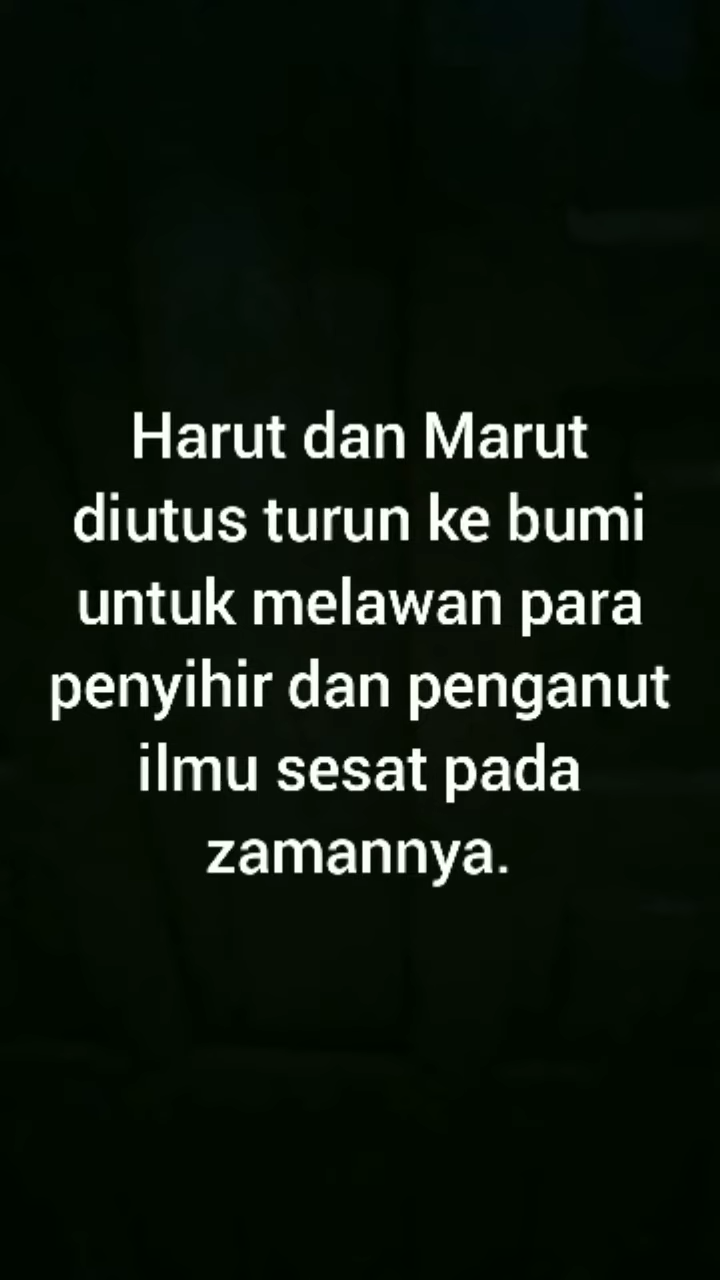 Harut dan Marut
diutus turun ke bumi
untuk melawan para
penyihir dan penganut
ilmu sesat pada
zamannya.